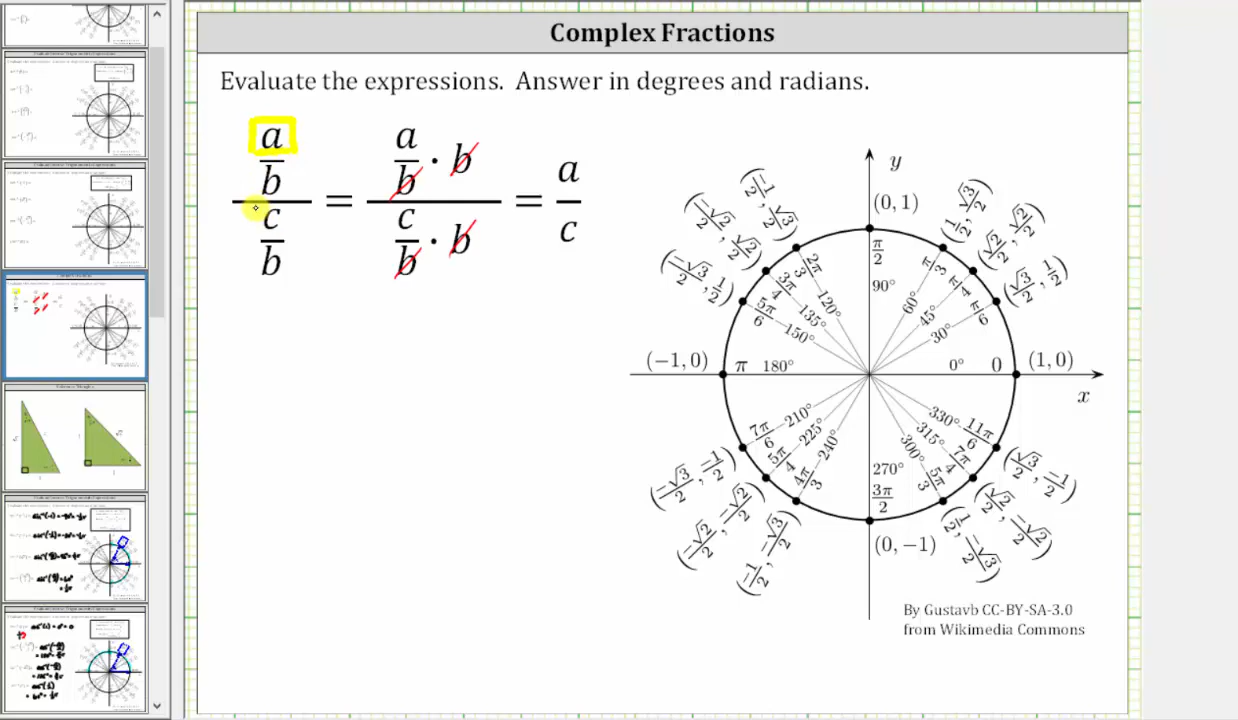 Complex Fractions
Evaluate the expressions. Answer in degrees and radians.
a/b / c/b = a/b · b / c/b · b = a/c
y
(0, 1)
(−1/2, √3/2)
(1/2, √3/2)
(−√2/2, √2/2)
(√2/2, √2/2)
(−√3/2, 1/2)
(√3/2, 1/2)
π/2
90°
2π/3 120°
π/3 60°
3π/4 135°
π/4 45°
5π/6 150°
π/6 30°
(−1, 0) π 180° 0° 0 (1, 0)
x
7π/6 210°
330° 11π/6
5π/4 225°
315° 7π/4
4π/3 240°
300° 5π/3
270°
3π/2
(−√3/2, −1/2)
(√3/2, −1/2)
(−√2/2, −√2/2)
(√2/2, −√2/2)
(−1/2, −√3/2)
(1/2, −√3/2)
(0, −1)
By Gustavb CC-BY-SA-3.0
from Wikimedia Commons